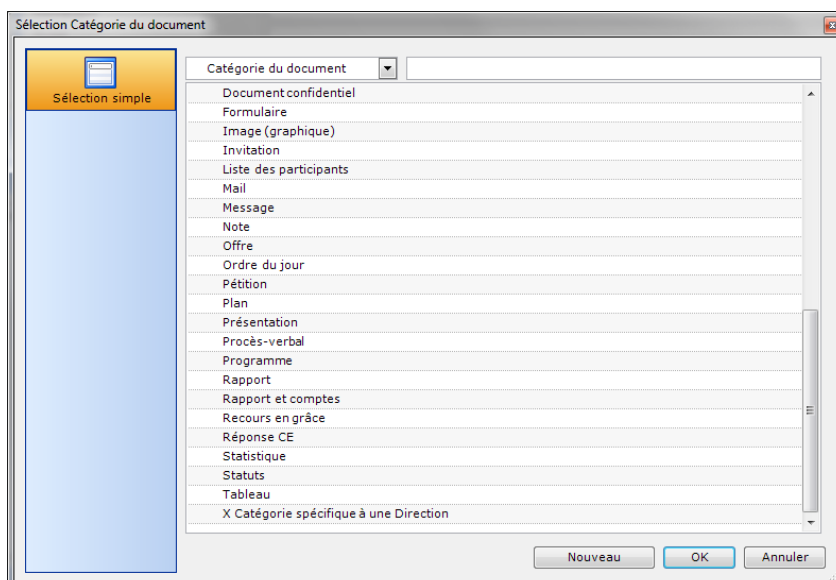 Sélection Catégorie du document
Sélection simple
Catégorie du document
Document confidentiel
Formulaire
Image (graphique)
Invitation
Liste des participants
Mail
Message
Note
Offre
Ordre du jour
Pétition
Plan
Présentation
Procès-verbal
Programme
Rapport
Rapport et comptes
Recours en grâce
Réponse CE
Statistique
Statuts
Tableau
X Catégorie spécifique à une Direction
Nouveau
OK
Annuler